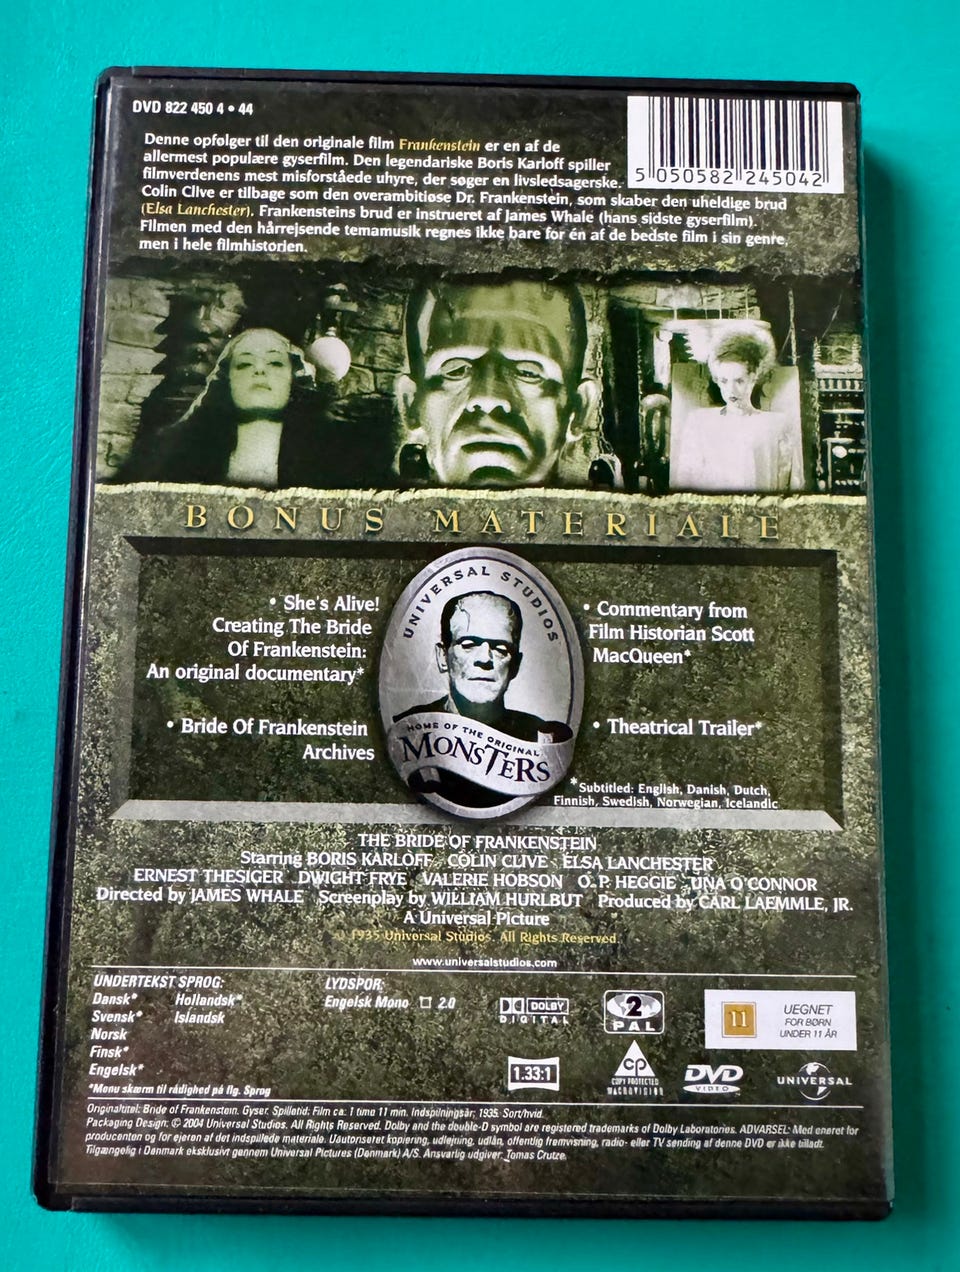 DVD 822 450 4 • 44
Denne opfølger til den originale film Frankenstein er en af de
allermest populære gyserfilm. Den legendariske Boris Karloff spiller
filmverdenens mest misforståede uhyre, der søger en livsledsagerske.
Colin Clive er tilbage som den overambitiøse Dr. Frankenstein, som skaber den uheldige brud
(Elsa Lanchester). Frankensteins brud er instrueret af James Whale (hans sidste gyserfilm).
Filmen med den hårrejsende temamusik regnes ikke bare for én af de bedste film i sin genre,
men i hele filmhistorien.
5 050582 245042
BONUS MATERIALE
• She's Alive!
Creating The Bride
Of Frankenstein:
An original documentary*
• Bride Of Frankenstein
Archives
UNIVERSAL STUDIOS
HOME OF THE ORIGINAL
MONSTERS
• Commentary from
Film Historian Scott
MacQueen*
• Theatrical Trailer*
*Subtitled: English, Danish, Dutch,
Finnish, Swedish, Norwegian, Icelandic
THE BRIDE OF FRANKENSTEIN
Starring BORIS KARLOFF COLIN CLIVE ELSA LANCHESTER
ERNEST THESIGER DWIGHT FRYE VALERIE HOBSON O. P. HEGGIE UNA O'CONNOR
Directed by JAMES WHALE Screenplay by WILLIAM HURLBUT Produced by CARL LAEMMLE, JR.
A Universal Picture
© 1935 Universal Studios. All Rights Reserved.
www.universalstudios.com
UNDERTEKST SPROG:
Dansk* Hollandsk*
Svensk* Islandsk
Norsk
Finsk*
Engelsk*
*Menu skærm til rådighed på flg. Sprog
LYDSPOR:
Engelsk Mono 2.0
DOLBY
DIGITAL
2
PAL
11
UEGNET
FOR BØRN
UNDER 11 ÅR
1.33:1
CP
COPY PROTECTED
MACROVISION
DVD
VIDEO
UNIVERSAL
Originaltitel: Bride of Frankenstein. Gyser. Spilletid: Film ca: 1 time 11 min. Indspilningsår: 1935. Sort/hvid.
Packaging Design: © 2004 Universal Studios. All Rights Reserved. Dolby and the double-D symbol are registered trademarks of Dolby Laboratories. ADVARSEL: Med eneret for
producenten og for ejeren af det indspillede materiale. Uautoriseret kopiering, udlejning, udlån, offentlig fremvisning, radio- eller TV sending af denne DVD er ikke tilladt.
Tilgængelig i Danmark eksklusivt gennem Universal Pictures (Denmark) A/S. Ansvarlig udgiver: Tomas Crutze.